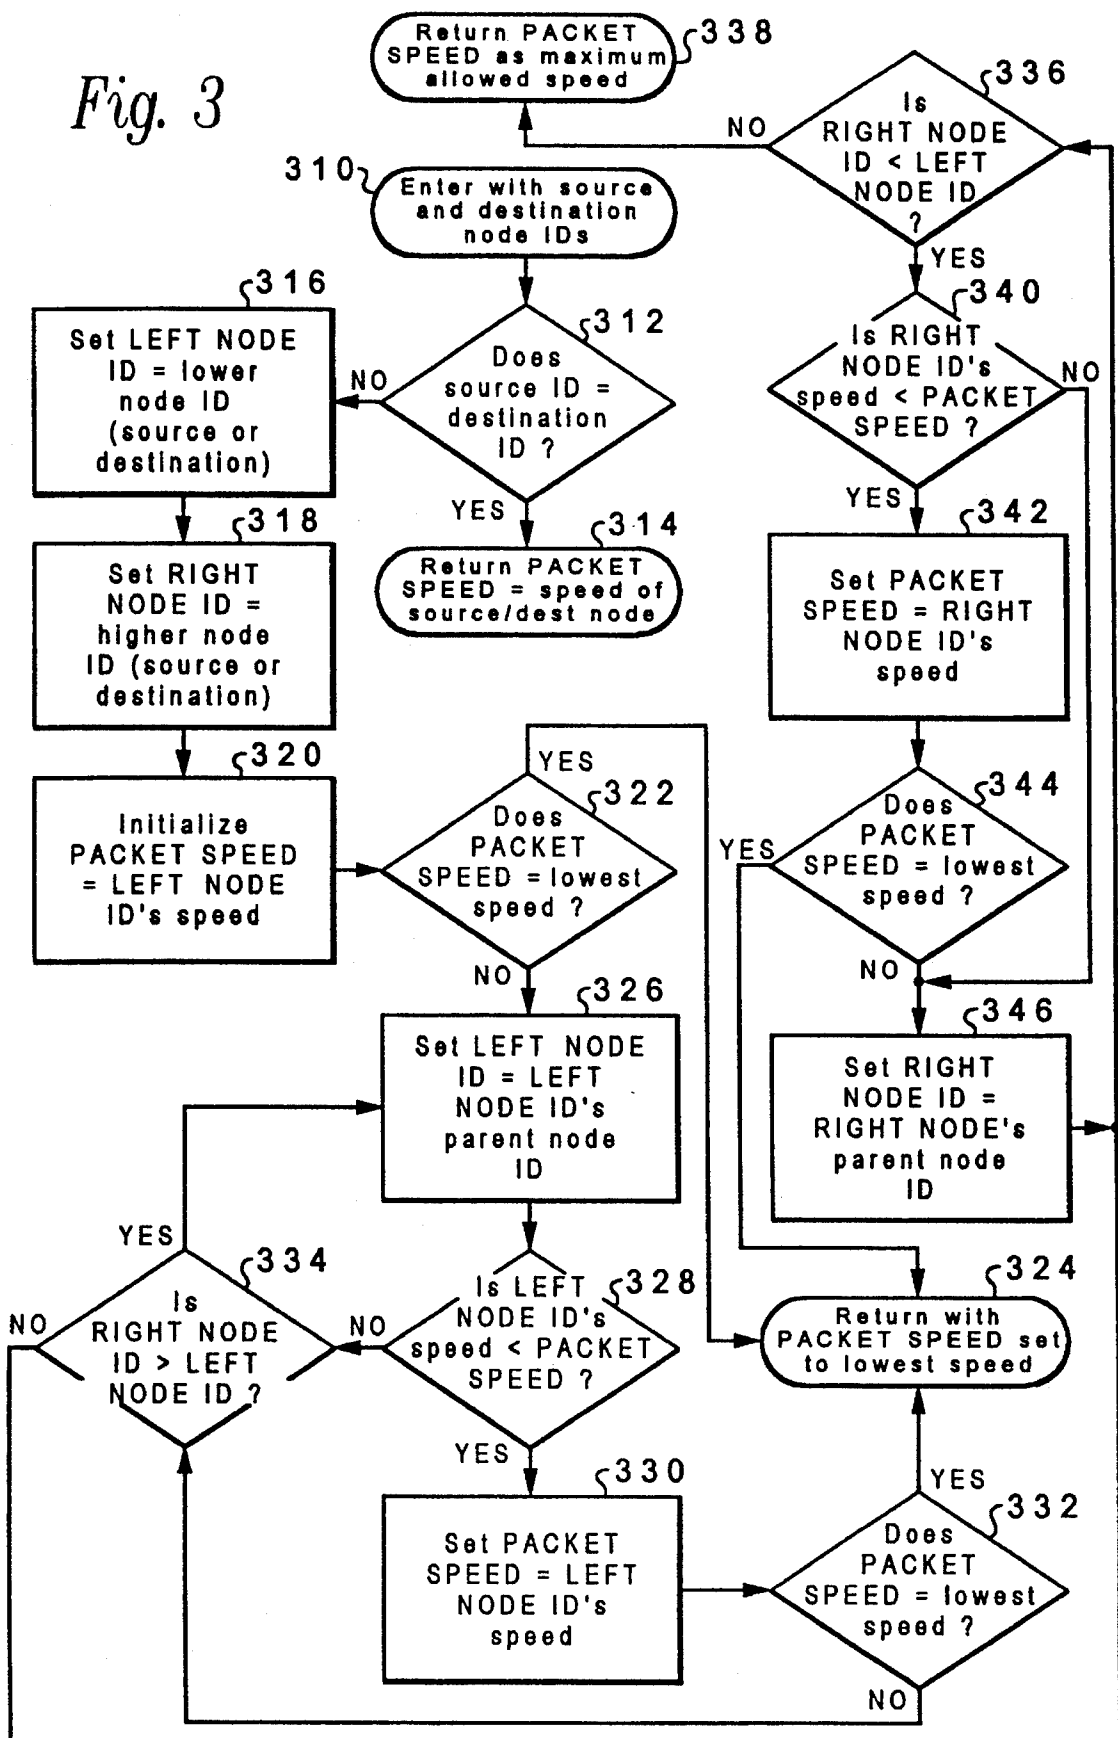 Fig. 3
Return PACKET
SPEED as maximum
allowed speed
338
310
Enter with source
and destination
node IDs
312
Does
source ID =
destination
ID ?
NO
YES
314
Return PACKET
SPEED = speed of
source/dest node
316
Set LEFT NODE
ID = lower
node ID
(source or
destination)
318
Set RIGHT
NODE ID =
higher node
ID (source or
destination)
320
Initialize
PACKET SPEED
= LEFT NODE
ID's speed
322
Does
PACKET
SPEED = lowest
speed ?
YES
NO
326
Set LEFT NODE
ID = LEFT
NODE ID's
parent node
ID
328
Is LEFT
NODE ID's
speed < PACKET
SPEED ?
NO
YES
330
Set PACKET
SPEED = LEFT
NODE ID's
speed
332
Does
PACKET
SPEED = lowest
speed ?
YES
NO
334
Is
RIGHT NODE
ID > LEFT
NODE ID ?
YES
NO
336
Is
RIGHT NODE
ID < LEFT
NODE ID
?
NO
YES
340
Is RIGHT
NODE ID's
speed < PACKET
SPEED ?
NO
YES
342
Set PACKET
SPEED = RIGHT
NODE ID's
speed
344
Does
PACKET
SPEED = lowest
speed ?
YES
NO
346
Set RIGHT
NODE ID =
RIGHT NODE's
parent node
ID
324
Return with
PACKET SPEED set
to lowest speed